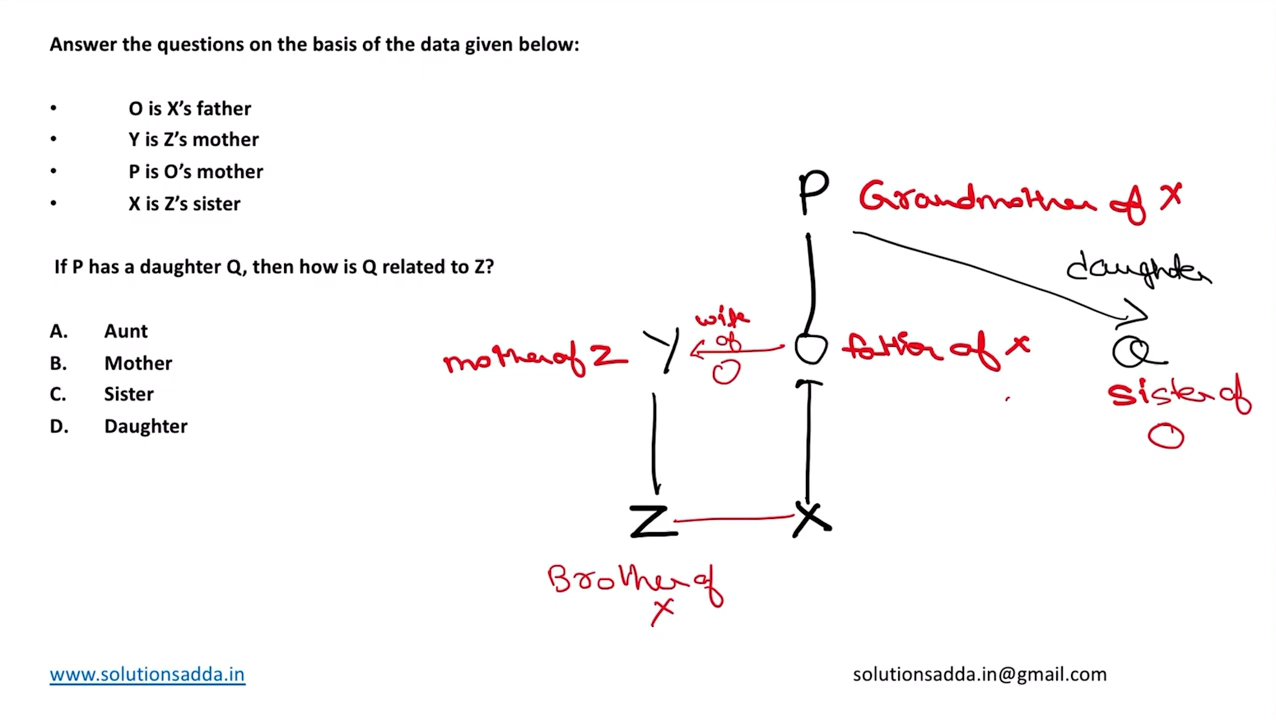 Answer the questions on the basis of the data given below:
• O is X’s father
• Y is Z’s mother
• P is O’s mother
• X is Z’s sister
If P has a daughter Q, then how is Q related to Z?
A. Aunt
B. Mother
C. Sister
D. Daughter
P Grandmother of X
daughter
wife
of
O
mother of Z Y O father of X Q
sister of
O
Z X
Brother of
X
www.solutionsadda.in solutionsadda.in@gmail.com